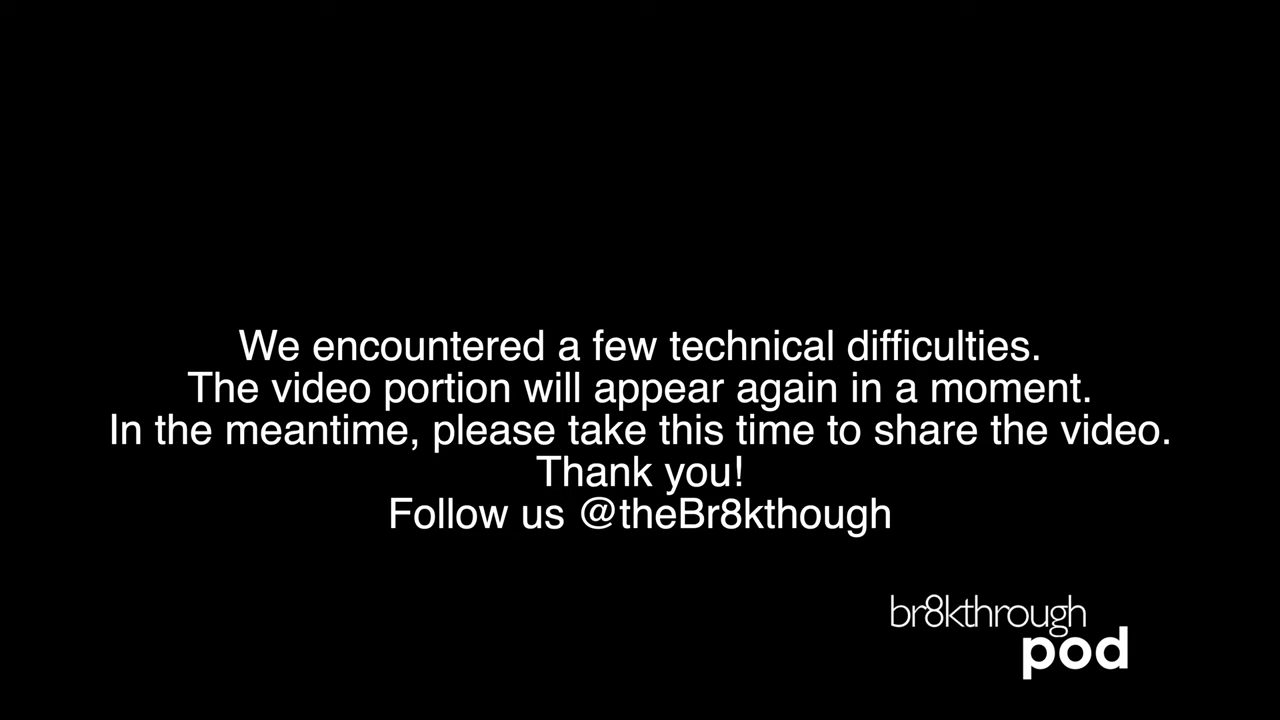 We encountered a few technical difficulties.
The video portion will appear again in a moment.
In the meantime, please take this time to share the video.
Thank you!
Follow us @theBr8kthough
br8kthrough
pod